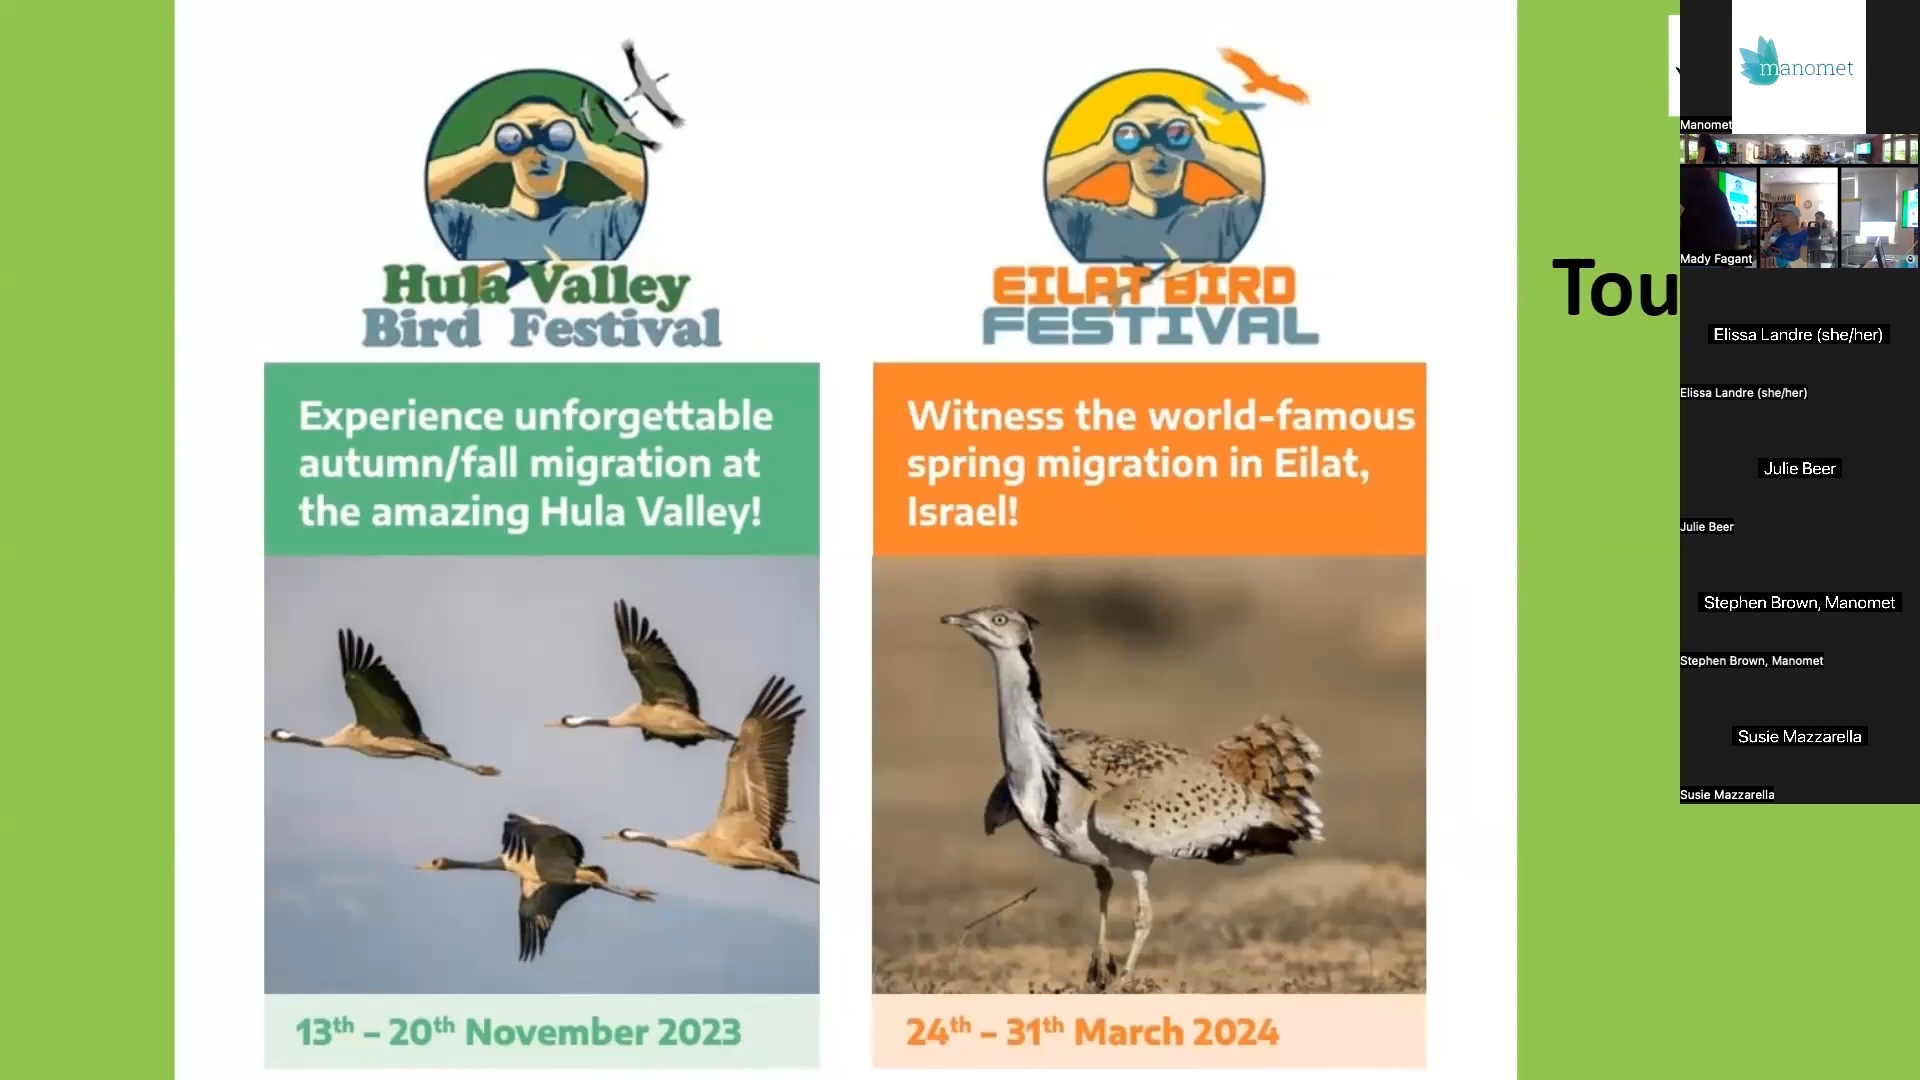 Hula Valley
Bird Festival
Experience unforgettable
autumn/fall migration at
the amazing Hula Valley!
13th – 20th November 2023
EILAT BIRD
FESTIVAL
Witness the world-famous
spring migration in Eilat,
Israel!
24th – 31th March 2024
Tou
manomet
Manomet
Mady Fagant
Elissa Landre (she/her)
Elissa Landre (she/her)
Julie Beer
Julie Beer
Stephen Brown, Manomet
Stephen Brown, Manomet
Susie Mazzarella
Susie Mazzarella